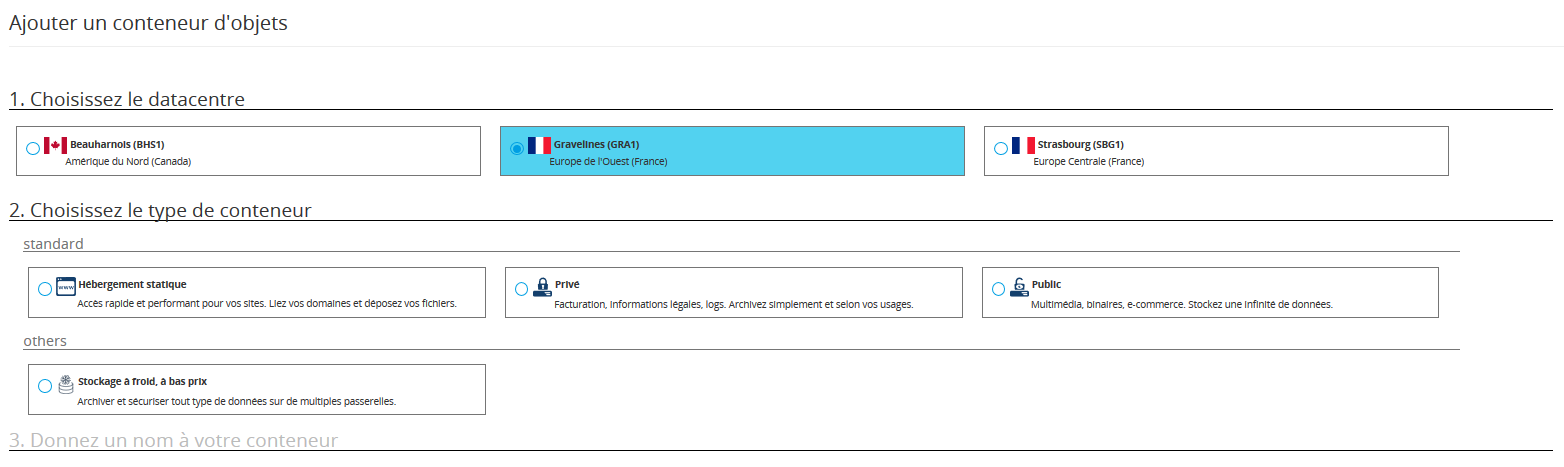 Ajouter un conteneur d'objets
1. Choisissez le datacentre
Beauharnois (BHS1)
Amérique du Nord (Canada)
Gravelines (GRA1)
Europe de l'Ouest (France)
Strasbourg (SBG1)
Europe Centrale (France)
2. Choisissez le type de conteneur
standard
www
Hébergement statique
Accès rapide et performant pour vos sites. Liez vos domaines et déposez vos fichiers.
Privé
Facturation, informations légales, logs. Archivez simplement et selon vos usages.
Public
Multimédia, binaires, e-commerce. Stockez une infinité de données.
others
Stockage à froid, à bas prix
Archiver et sécuriser tout type de données sur de multiples passerelles.
3. Donnez un nom à votre conteneur